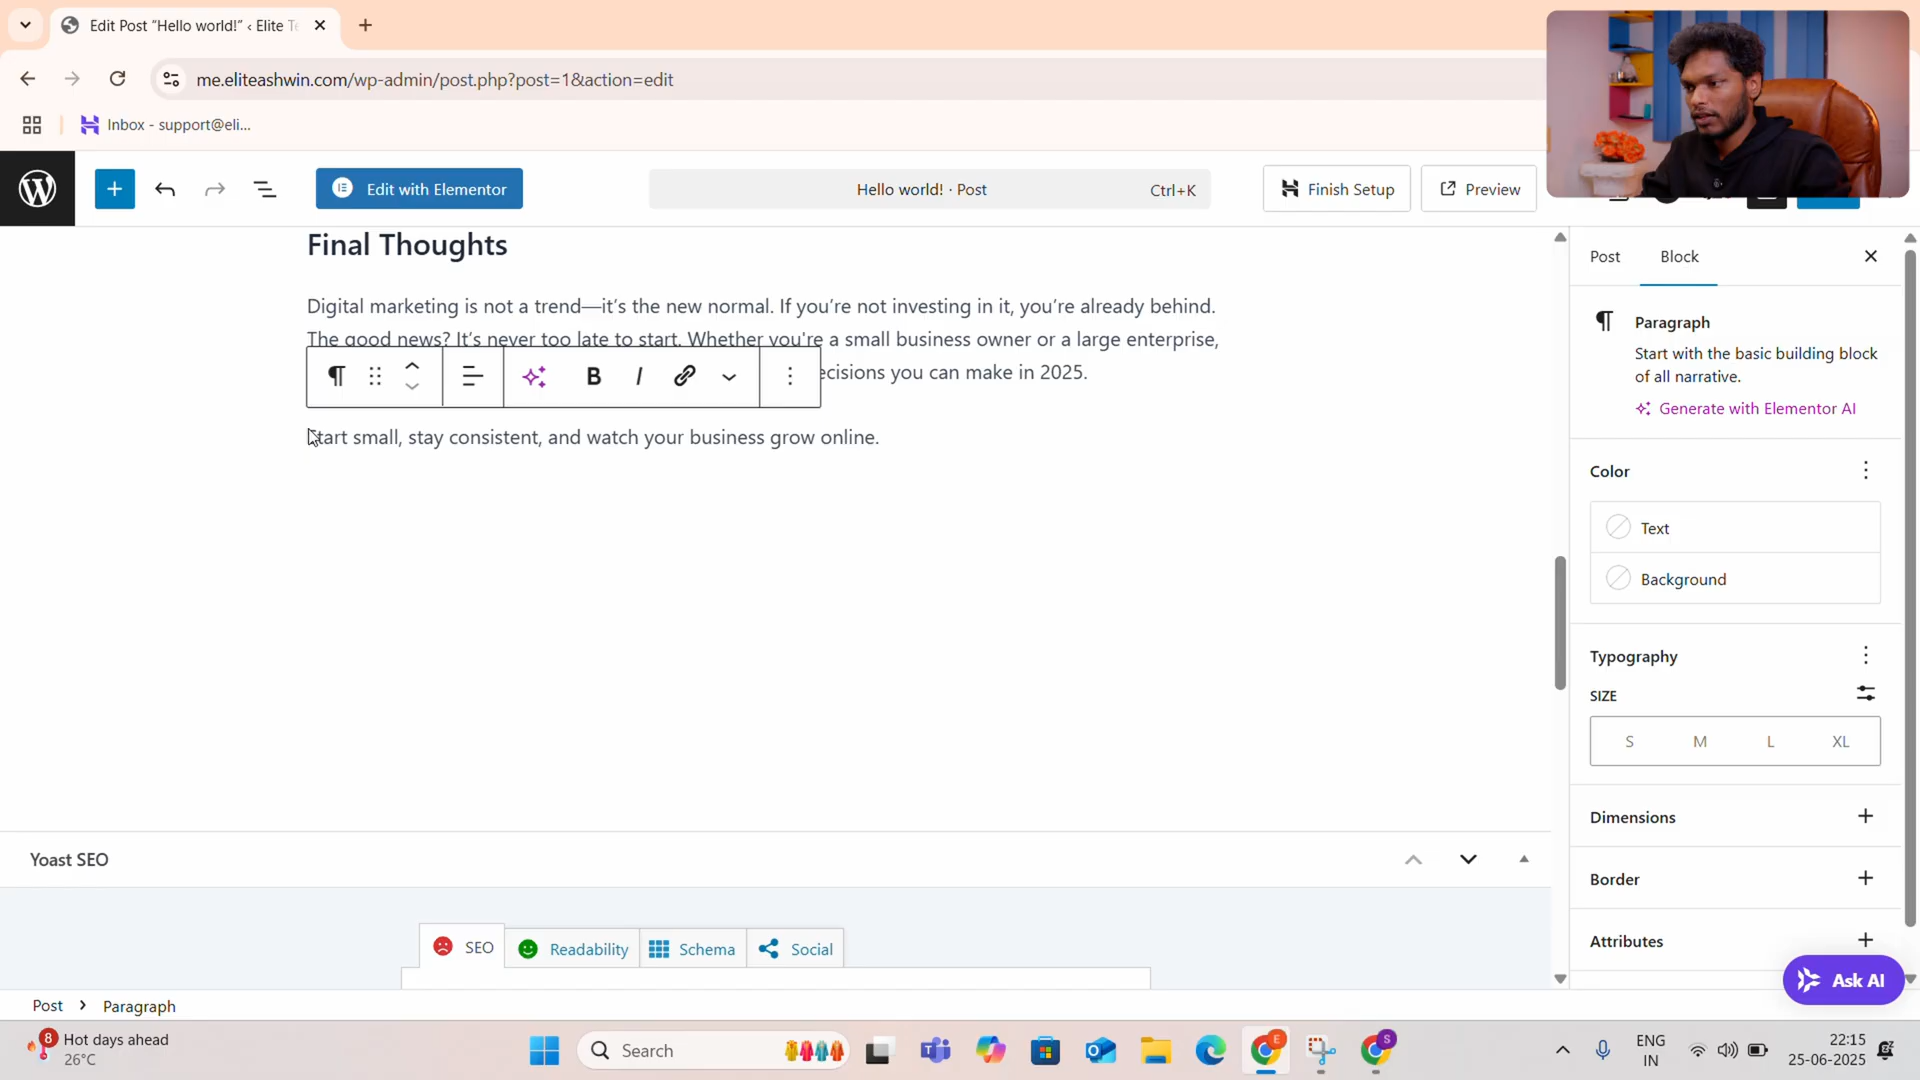 Edit Post “Hello world!” ‹ Elite Te
me.eliteashwin.com/wp-admin/post.php?post=1&action=edit
Inbox - support@eli...
Edit with Elementor
Hello world! · Post
Ctrl+K
Finish Setup
Preview
Final Thoughts
Digital marketing is not a trend—it’s the new normal. If you’re not investing in it, you’re already behind.
The good news? It’s never too late to start. Whether you're a small business owner or a large enterprise,
ecisions you can make in 2025.
Start small, stay consistent, and watch your business grow online.
Post
Block
Paragraph
Start with the basic building block
of all narrative.
Generate with Elementor AI
Color
Text
Background
Typography
SIZE
S M L XL
Dimensions
Border
Attributes
Ask AI
Yoast SEO
SEO
Readability
Schema
Social
Post
Paragraph
8
Hot days ahead
26°C
Search
E
S
ENG
IN
22:15
25-06-2025